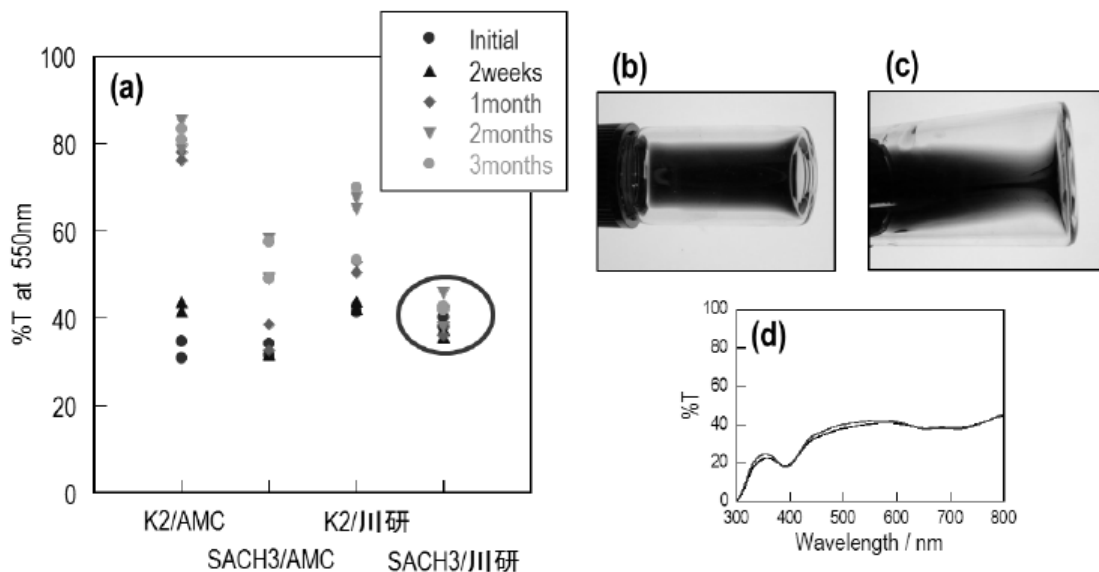 (a)
Initial
2weeks
1month
2months
3months
100
80
60
40
20
0
%T at 550nm
K2/AMC
SACH3/AMC
K2/川研
SACH3/川研
(b)
(c)
(d)
100
80
60
40
20
0
%T
300 400 500 600 700 800
Wavelength / nm